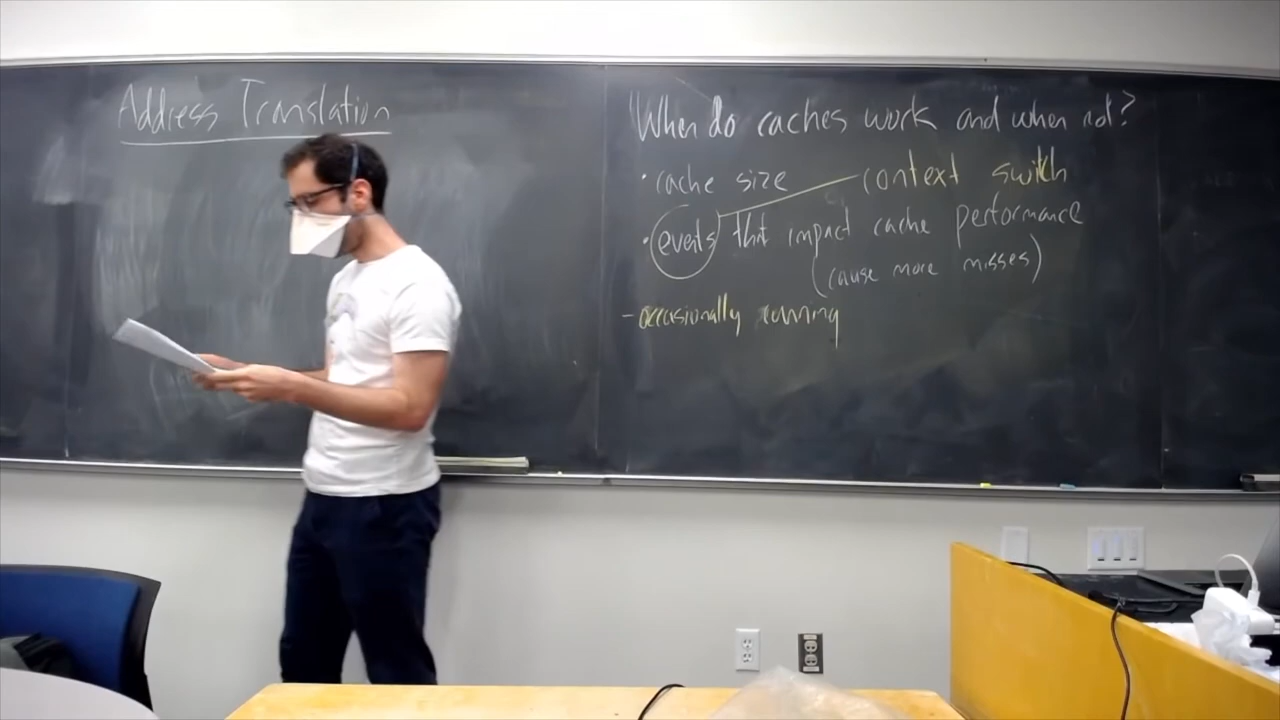 Address Translation
"When do caches work and when not?
· cache size — context switch
· events that impact cache performance
(cause more misses)
- occasionally running